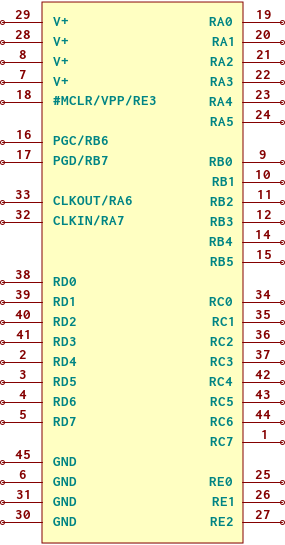 29 V+ RA0 19
28 V+ RA1 20
8 V+ RA2 21
7 V+ RA3 22
18 #MCLR/VPP/RE3 RA4 23
RA5 24
16 PGC/RB6
17 PGD/RB7 RB0 9
RB1 10
33 CLKOUT/RA6 RB2 11
32 CLKIN/RA7 RB3 12
RB4 14
RB5 15
38 RD0
39 RD1 RC0 34
40 RD2 RC1 35
41 RD3 RC2 36
2 RD4 RC3 37
3 RD5 RC4 42
4 RD6 RC5 43
5 RD7 RC6 44
RC7 1
45 GND
6 GND RE0 25
31 GND RE1 26
30 GND RE2 27